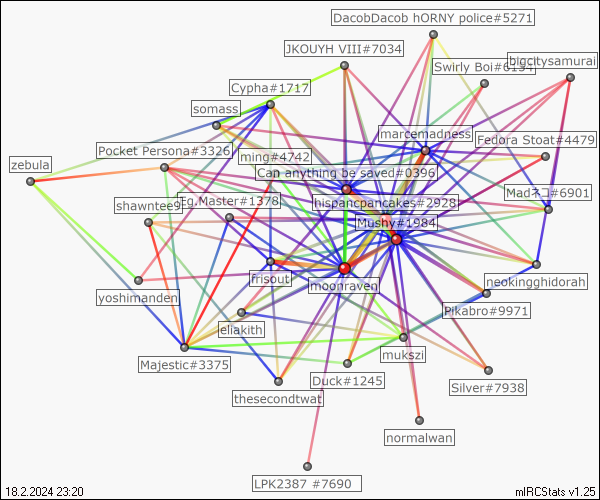 DacobDacob hORNY police#5271
JKOUYH VIII#7034
bigcitysamurai
Swirly Boi#6134
Cypha#1717
somass
marcemadness
Fedora Stoat#4479
Pocket Persona#3326
ming#4742
zebula
Can anything be saved#0396
Madネコ#6901
shawntee9
Eg.Master#1378
hispancpancakes#2928
Mushy#1984
frisout
moonraven
neokingghidorah
yoshimanden
Pikabro#9971
eliakith
mukszi
Majestic#3375
Duck#1245
Silver#7938
thesecondtwat
normalwan
LPK2387 #7690
18.2.2024 23:20
mIRCStats v1.25